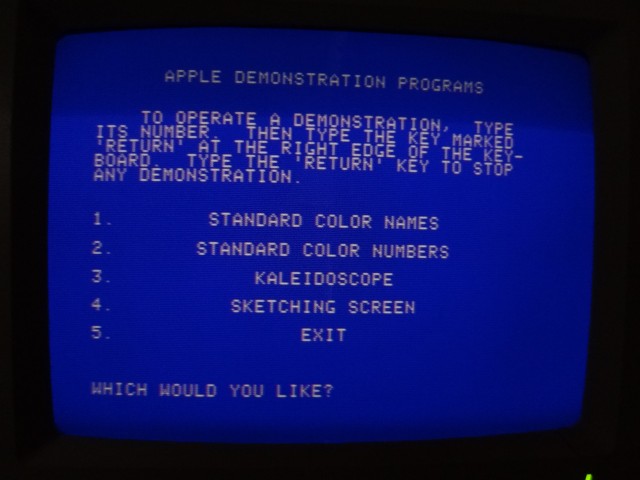 APPLE DEMONSTRATION PROGRAMS
TO OPERATE A DEMONSTRATION, TYPE
ITS NUMBER. THEN TYPE THE KEY MARKED
'RETURN' AT THE RIGHT EDGE OF THE KEY-
BOARD. TYPE THE 'RETURN' KEY TO STOP
ANY DEMONSTRATION.
1. STANDARD COLOR NAMES
2. STANDARD COLOR NUMBERS
3. KALEIDOSCOPE
4. SKETCHING SCREEN
5. EXIT
WHICH WOULD YOU LIKE?